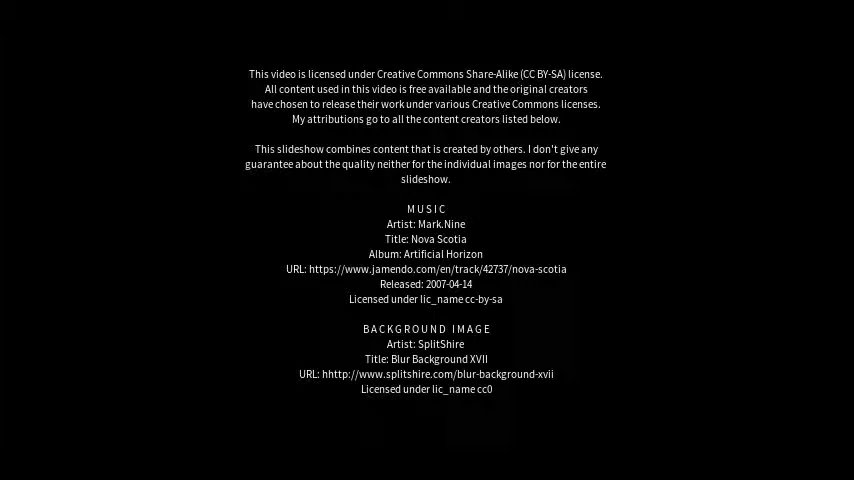 This video is licensed under Creative Commons Share-Alike (CC BY-SA) license.
All content used in this video is free available and the original creators
have chosen to release their work under various Creative Commons licenses.
My attributions go to all the content creators listed below.
This slideshow combines content that is created by others. I don't give any
guarantee about the quality neither for the individual images nor for the entire
slideshow.
MUSIC
Artist: Mark.Nine
Title: Nova Scotia
Album: Artificial Horizon
URL: https://www.jamendo.com/en/track/42737/nova-scotia
Released: 2007-04-14
Licensed under lic_name cc-by-sa
BACKGROUND IMAGE
Artist: SplitShire
Title: Blur Background XVII
URL: hhttp://www.splitshire.com/blur-background-xvii
Licensed under lic_name cc0